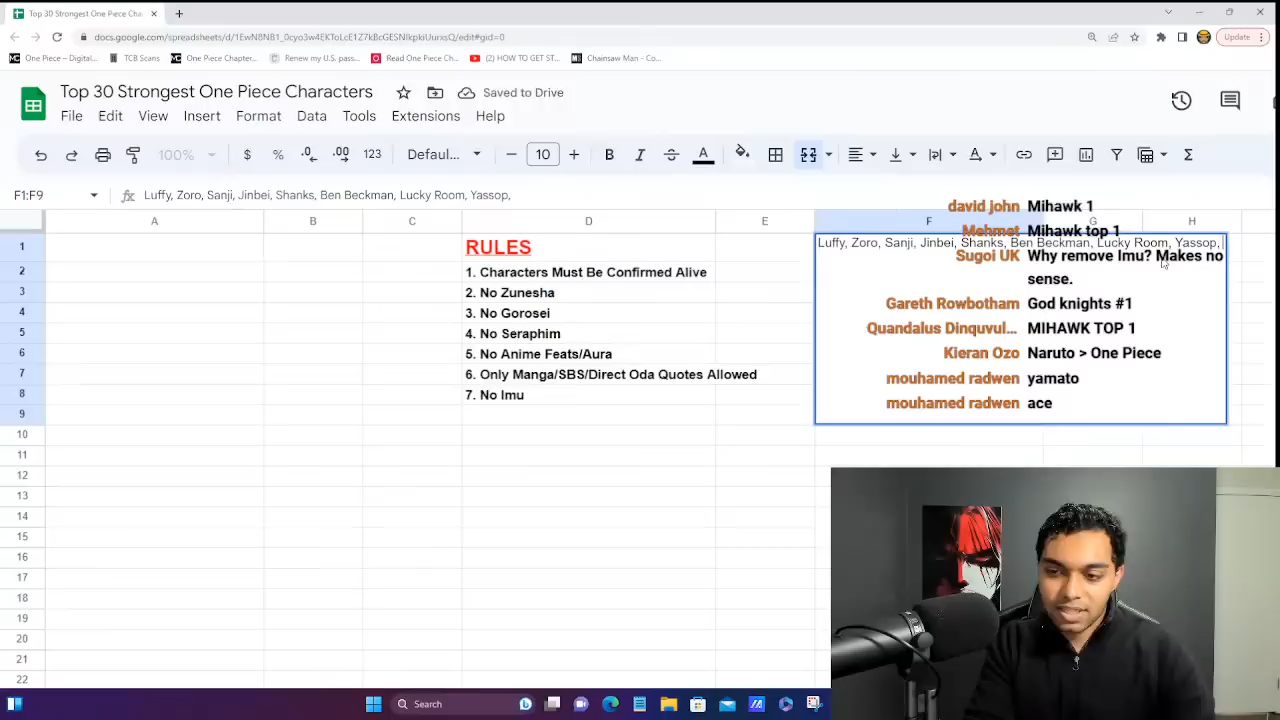 Top 30 Strongest One Piece Cha
Update
docs.google.com/spreadsheets/d/1EwN8NB1_0cyo3w4EKToLcE1Z7kBcGESNIkpkiUurxsQ/edit#gid=0
One Piece – Digital...
TCB Scans
One Piece Chapter...
Renew my U.S. pass...
Read One Piece Ch...
(2) HOW TO GET ST...
Chainsaw Man - Co...
Top 30 Strongest One Piece Characters
Saved to Drive
File Edit View Insert Format Data Tools Extensions Help
100% $ % .0 .00 123 Defaul... 10 B I A Σ
F1:F9 fx Luffy, Zoro, Sanji, Jinbei, Shanks, Ben Beckman, Lucky Room, Yassop,
A B C D E F G H
david john Mihawk 1
Mehmet Mihawk top 1
1 RULES Luffy, Zoro, Sanji, Jinbei, Shanks, Ben Beckman, Lucky Room, Yassop,
Sugoi UK Why remove Imu? Makes no
sense.
2 1. Characters Must Be Confirmed Alive
3 2. No Zunesha
Gareth Rowbotham God knights #1
4 3. No Gorosei
5 4. No Seraphim
Quandalus Dinquvul... MIHAWK TOP 1
6 5. No Anime Feats/Aura
Kieran Ozo Naruto > One Piece
7 6. Only Manga/SBS/Direct Oda Quotes Allowed
mouhamed radwen yamato
8 7. No Imu
mouhamed radwen ace
9
10
11
12
13
14
15
16
17
18
19
20
21
22
Search